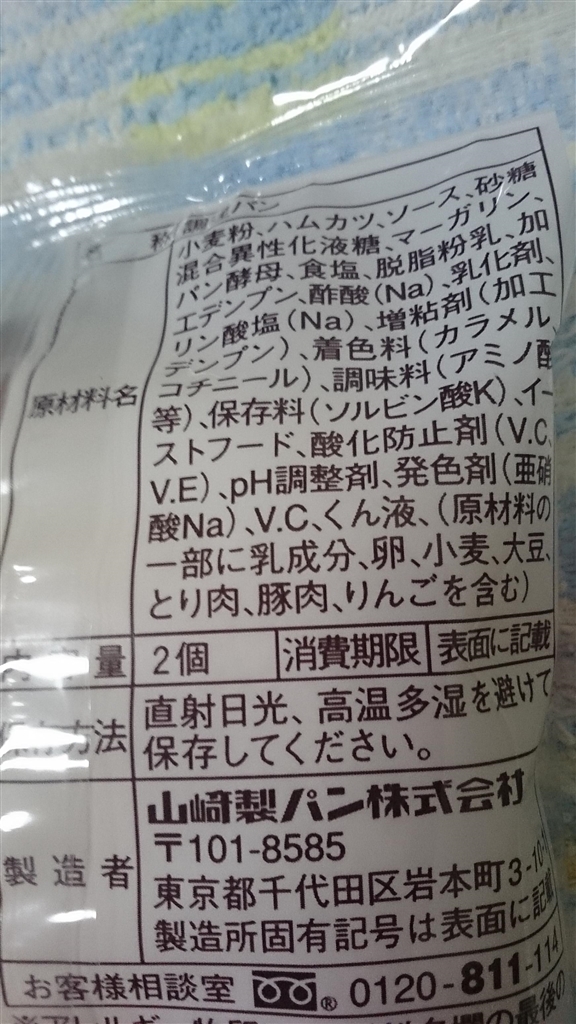 調理パン
小麦粉、ハムカツ、ソース、砂糖
混合異性化液糖、マーガリン、
パン酵母、食塩、脱脂粉乳、加
工デンプン、酢酸(Na)、乳化剤、
リン酸塩(Na)、増粘剤(加工
デンプン)、着色料(カラメル、
コチニール)、調味料(アミノ酸
等)、保存料(ソルビン酸K)、イー
ストフード、酸化防止剤(V.C、
V.E)、pH調整剤、発色剤(亜硝
酸Na)、V.C、くん液、(原材料の
一部に乳成分、卵、小麦、大豆、
とり肉、豚肉、りんごを含む)
原材料名
内容量 2個 消費期限 表面に記載
保存方法 直射日光、高温多湿を避けて
保存してください。
製造者 山崎製パン株式会社
〒101-8585
東京都千代田区岩本町3-10-
製造所固有記号は表面に記載
お客様相談室 0120-811-114